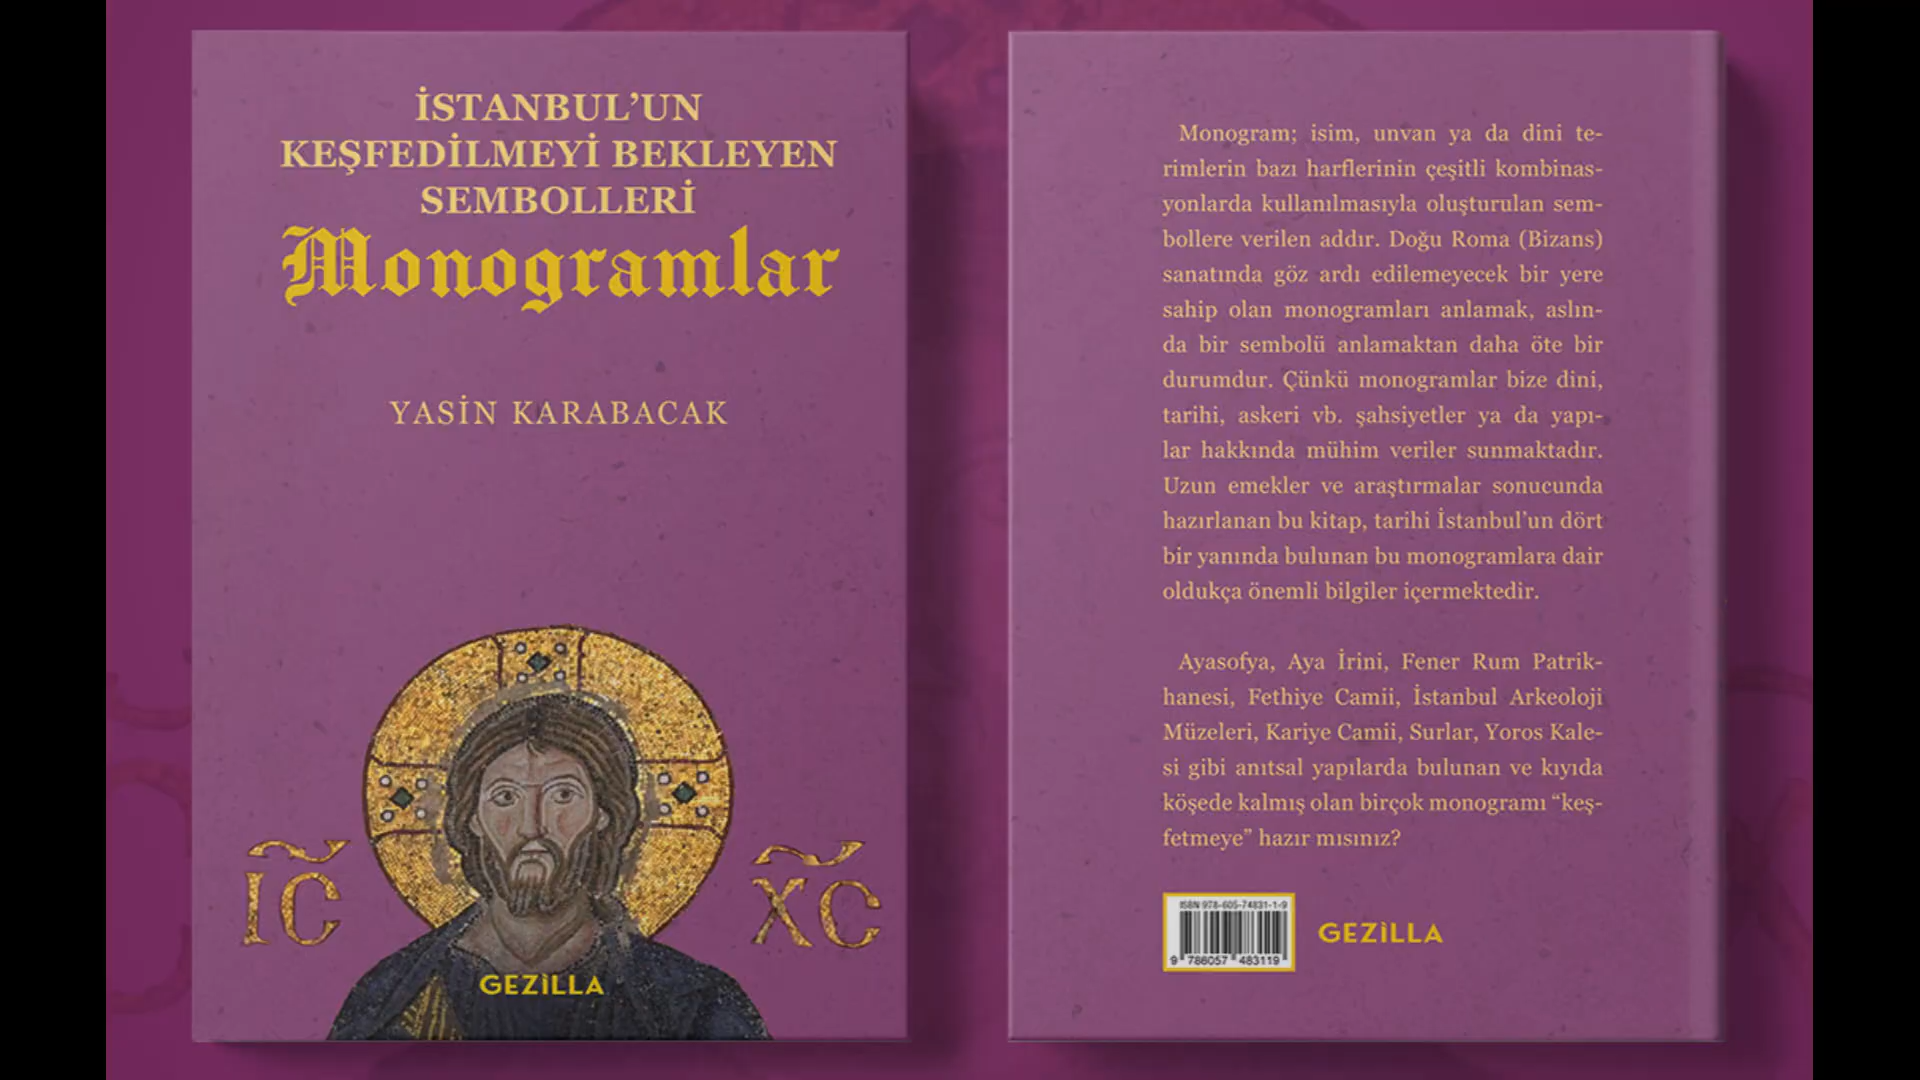 İSTANBUL’UN
KEŞFEDİLMEYİ BEKLEYEN
SEMBOLLERİ
Monogramlar
YASİN KARABACAK
IC
XC
GEZİLLA
Monogram; isim, unvan ya da dini te-
rimlerin bazı harflerinin çeşitli kombinas-
yonlarda kullanılmasıyla oluşturulan sem-
bollere verilen addır. Doğu Roma (Bizans)
sanatında göz ardı edilemeyecek bir yere
sahip olan monogramları anlamak, aslın-
da bir sembolü anlamaktan daha öte bir
durumdur. Çünkü monogramlar bize dini,
tarihi, askeri vb. şahsiyetler ya da yapı-
lar hakkında mühim veriler sunmaktadır.
Uzun emekler ve araştırmalar sonucunda
hazırlanan bu kitap, tarihi İstanbul’un dört
bir yanında bulunan bu monogramlara dair
oldukça önemli bilgiler içermektedir.
Ayasofya, Aya İrini, Fener Rum Patrik-
hanesi, Fethiye Camii, İstanbul Arkeoloji
Müzeleri, Kariye Camii, Surlar, Yoros Kale-
si gibi anıtsal yapılarda bulunan ve kıyıda
köşede kalmış olan birçok monogramı “keş-
fetmeye” hazır mısınız?
ISBN 978-605-74831-1-9
9 786057 483119
GEZİLLA